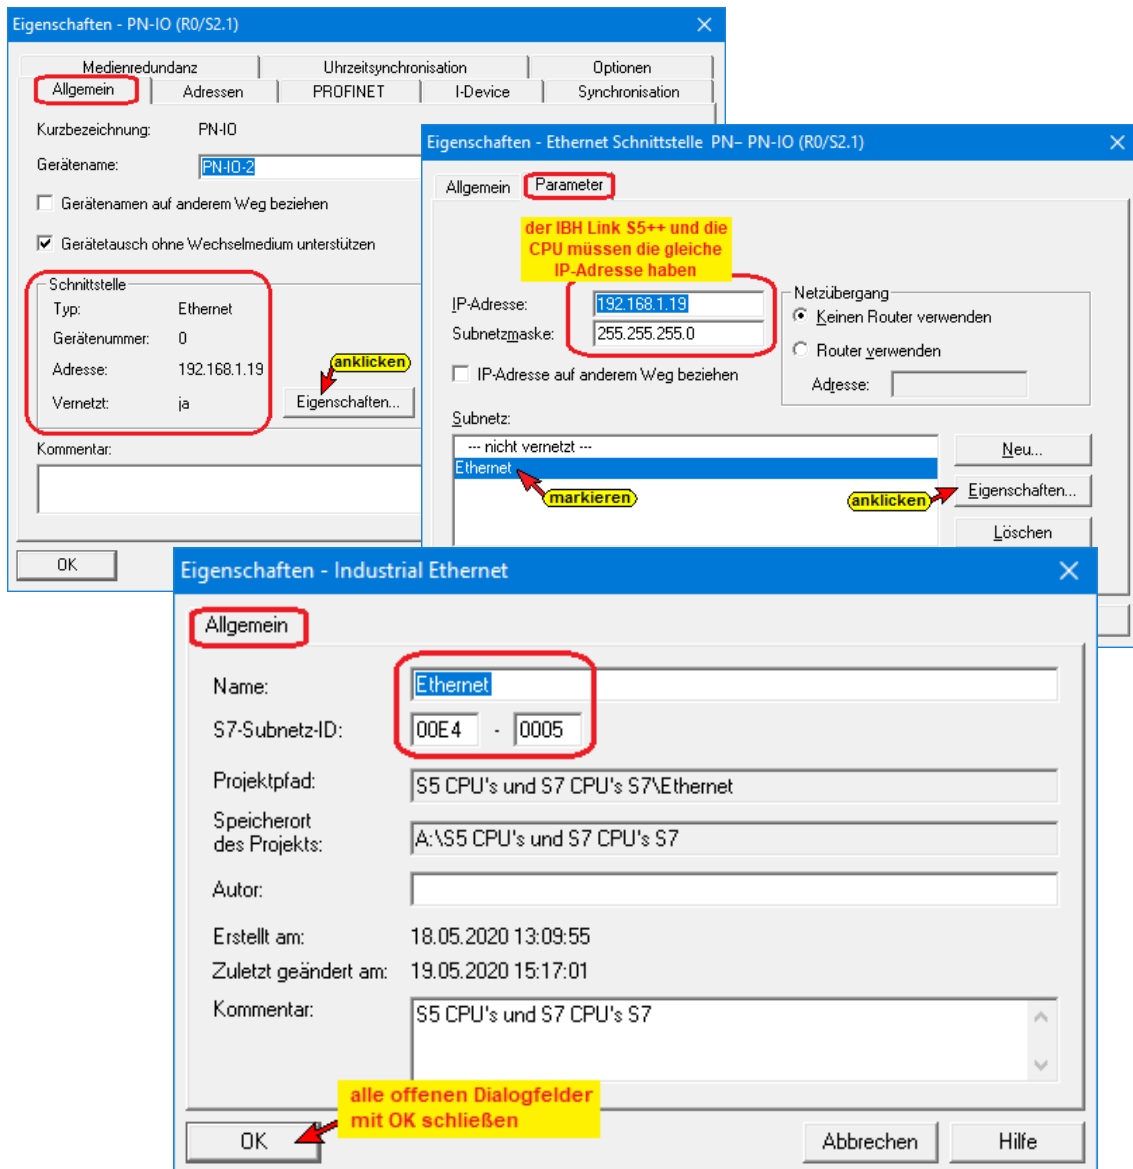 Eigenschaften - PN-IO (R0/S2.1)
Medienredundanz Uhrzeitsynchronisation Optionen
Allgemein Adressen PROFINET I-Device Synchronisation
Kurzbezeichnung: PN-IO
Gerätename: PN-IO-2
Gerätenamen auf anderem Weg beziehen
Gerätetausch ohne Wechselmedium unterstützen
Schnittstelle
Typ: Ethernet
Gerätenummer: 0
Adresse: 192.168.1.19
anklicken
Vernetzt: ja Eigenschaften...
Kommentar:
OK
Eigenschaften - Ethernet Schnittstelle PN– PN-IO (R0/S2.1)
Allgemein Parameter
der IBH Link S5++ und die
CPU müssen die gleiche
IP-Adresse haben
IP-Adresse: 192.168.1.19
Subnetzmaske: 255.255.255.0
IP-Adresse auf anderem Weg beziehen
Netzübergang
Keinen Router verwenden
Router verwenden
Adresse:
Subnetz:
--- nicht vernetzt ---
Ethernet
markieren
Neu...
anklicken
Eigenschaften...
Löschen
Eigenschaften - Industrial Ethernet
Allgemein
Name: Ethernet
S7-Subnetz-ID: 00E4 - 0005
Projektpfad: S5 CPU's und S7 CPU's S7\Ethernet
Speicherort
des Projekts: A:\S5 CPU's und S7 CPU's S7
Autor:
Erstellt am: 18.05.2020 13:09:55
Zuletzt geändert am: 19.05.2020 15:17:01
Kommentar: S5 CPU's und S7 CPU's S7
alle offenen Dialogfelder
mit OK schließen
OK Abbrechen Hilfe